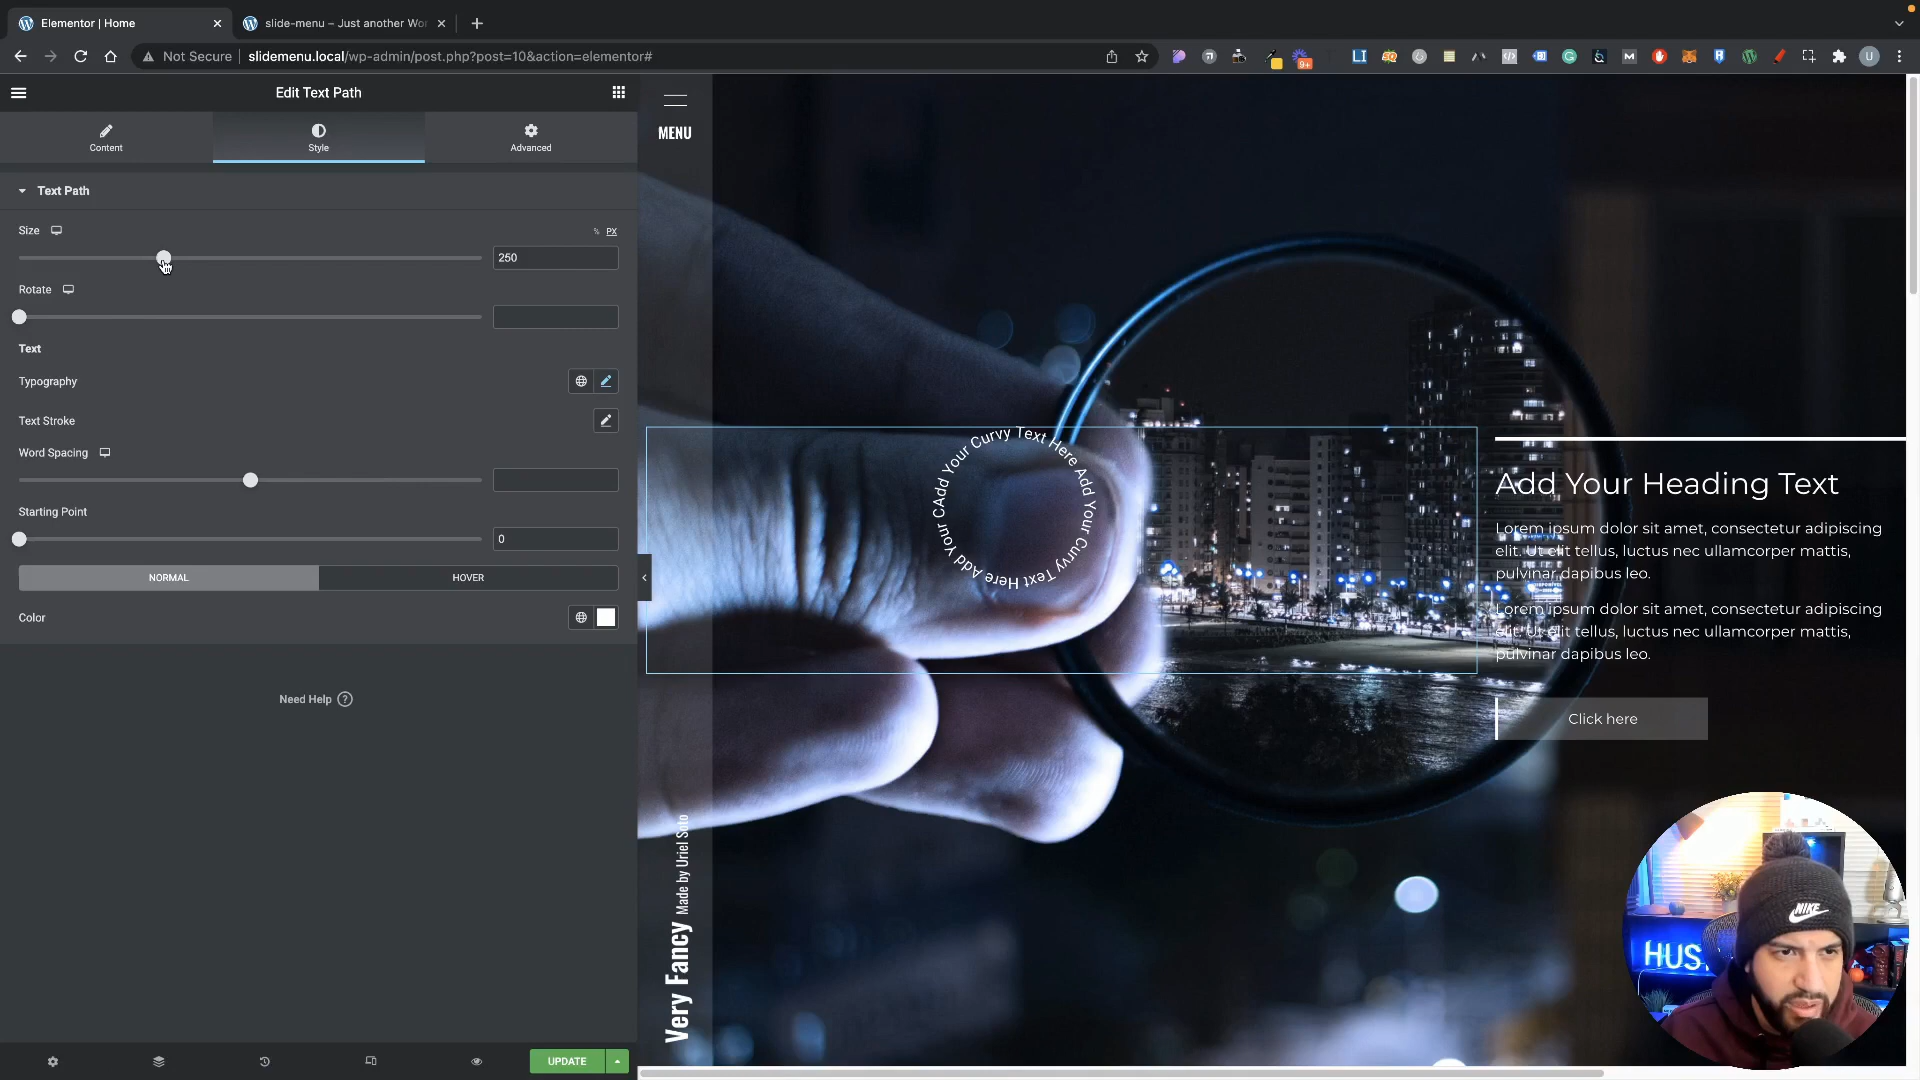 Elementor | Home
slide-menu – Just another Wor
Not Secure
slidemenu.local/wp-admin/post.php?post=10&action=elementor#
9+
Edit Text Path
Content
Style
Advanced
Text Path
Size
%
PX
250
Rotate
Text
Typography
Text Stroke
Word Spacing
Starting Point
0
NORMAL
HOVER
Color
Need Help
UPDATE
MENU
Add Your Curvy Text Here Add Your Curvy Text Here Add Your C
Add Your Heading Text
Lorem ipsum dolor sit amet, consectetur adipiscing
elit. Ut elit tellus, luctus nec ullamcorper mattis,
pulvinar dapibus leo.
Lorem ipsum dolor sit amet, consectetur adipiscing
elit. Ut elit tellus, luctus nec ullamcorper mattis,
pulvinar dapibus leo.
Click here
Very Fancy Made by Uriel Soto
NIKE
HUS